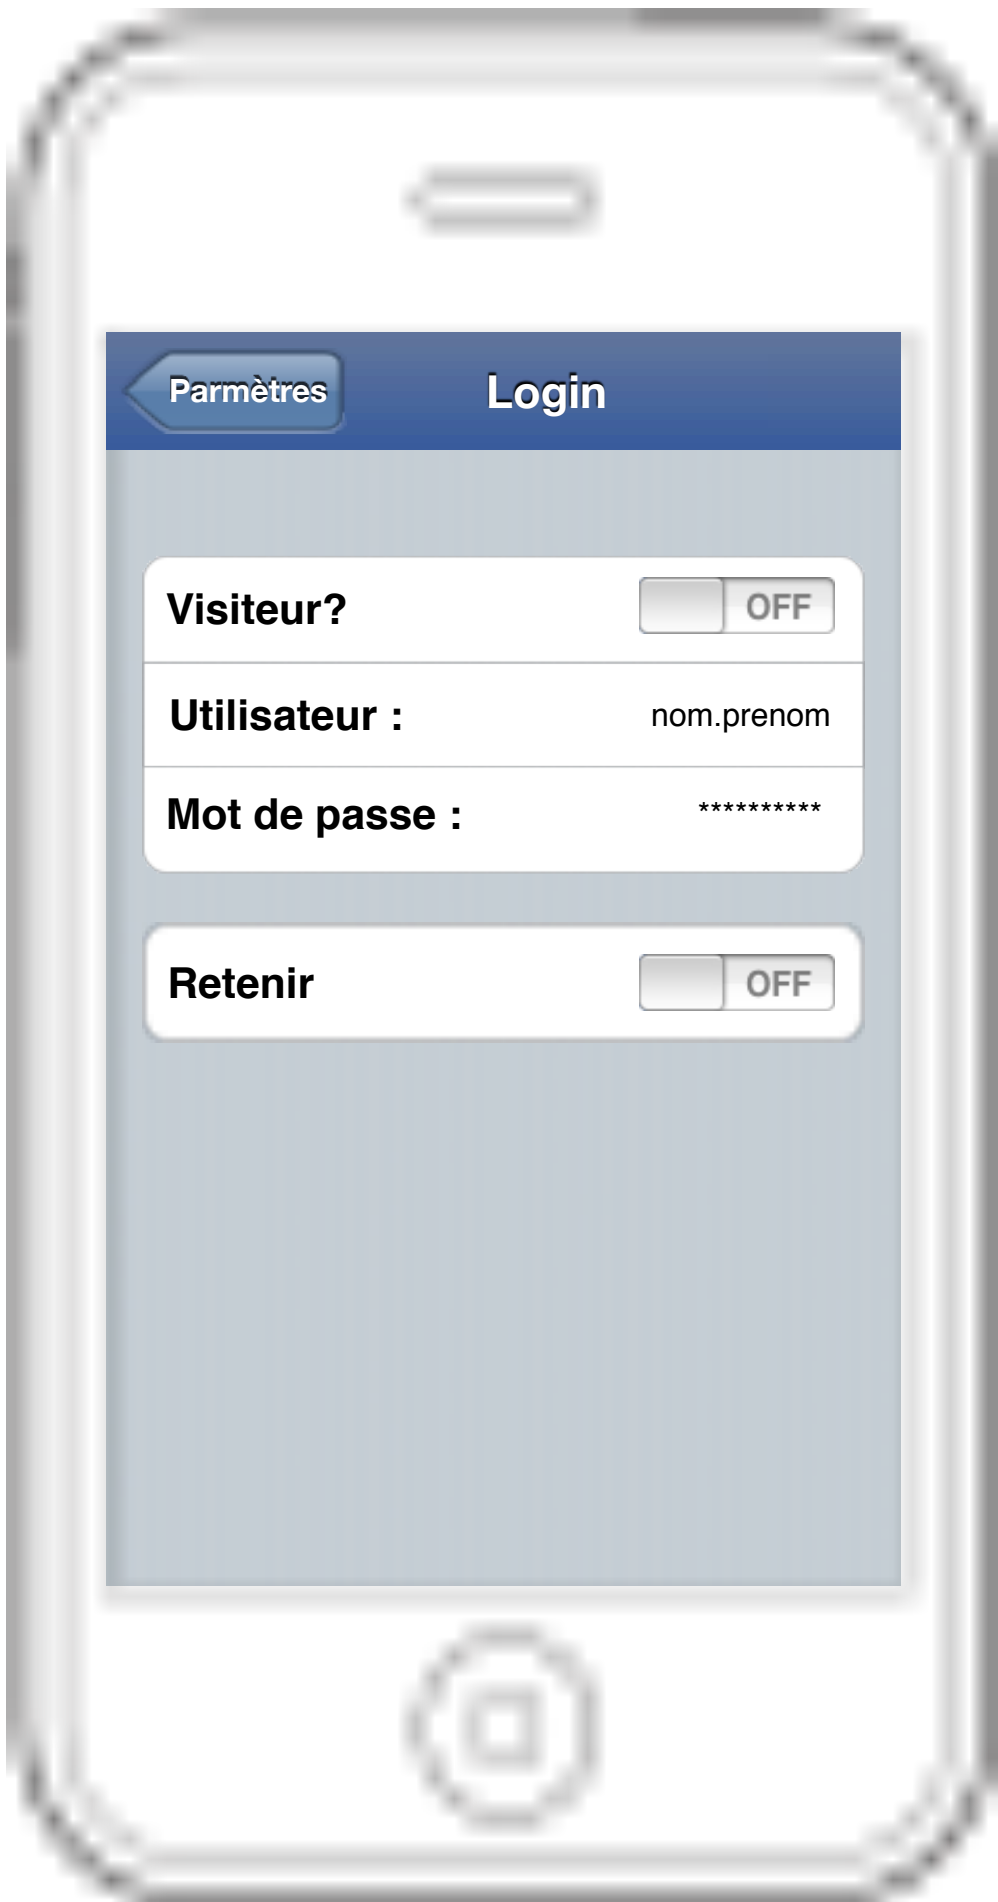 Parmètres Login
Visiteur? OFF
Utilisateur : nom.prenom
Mot de passe : **********
Retenir OFF